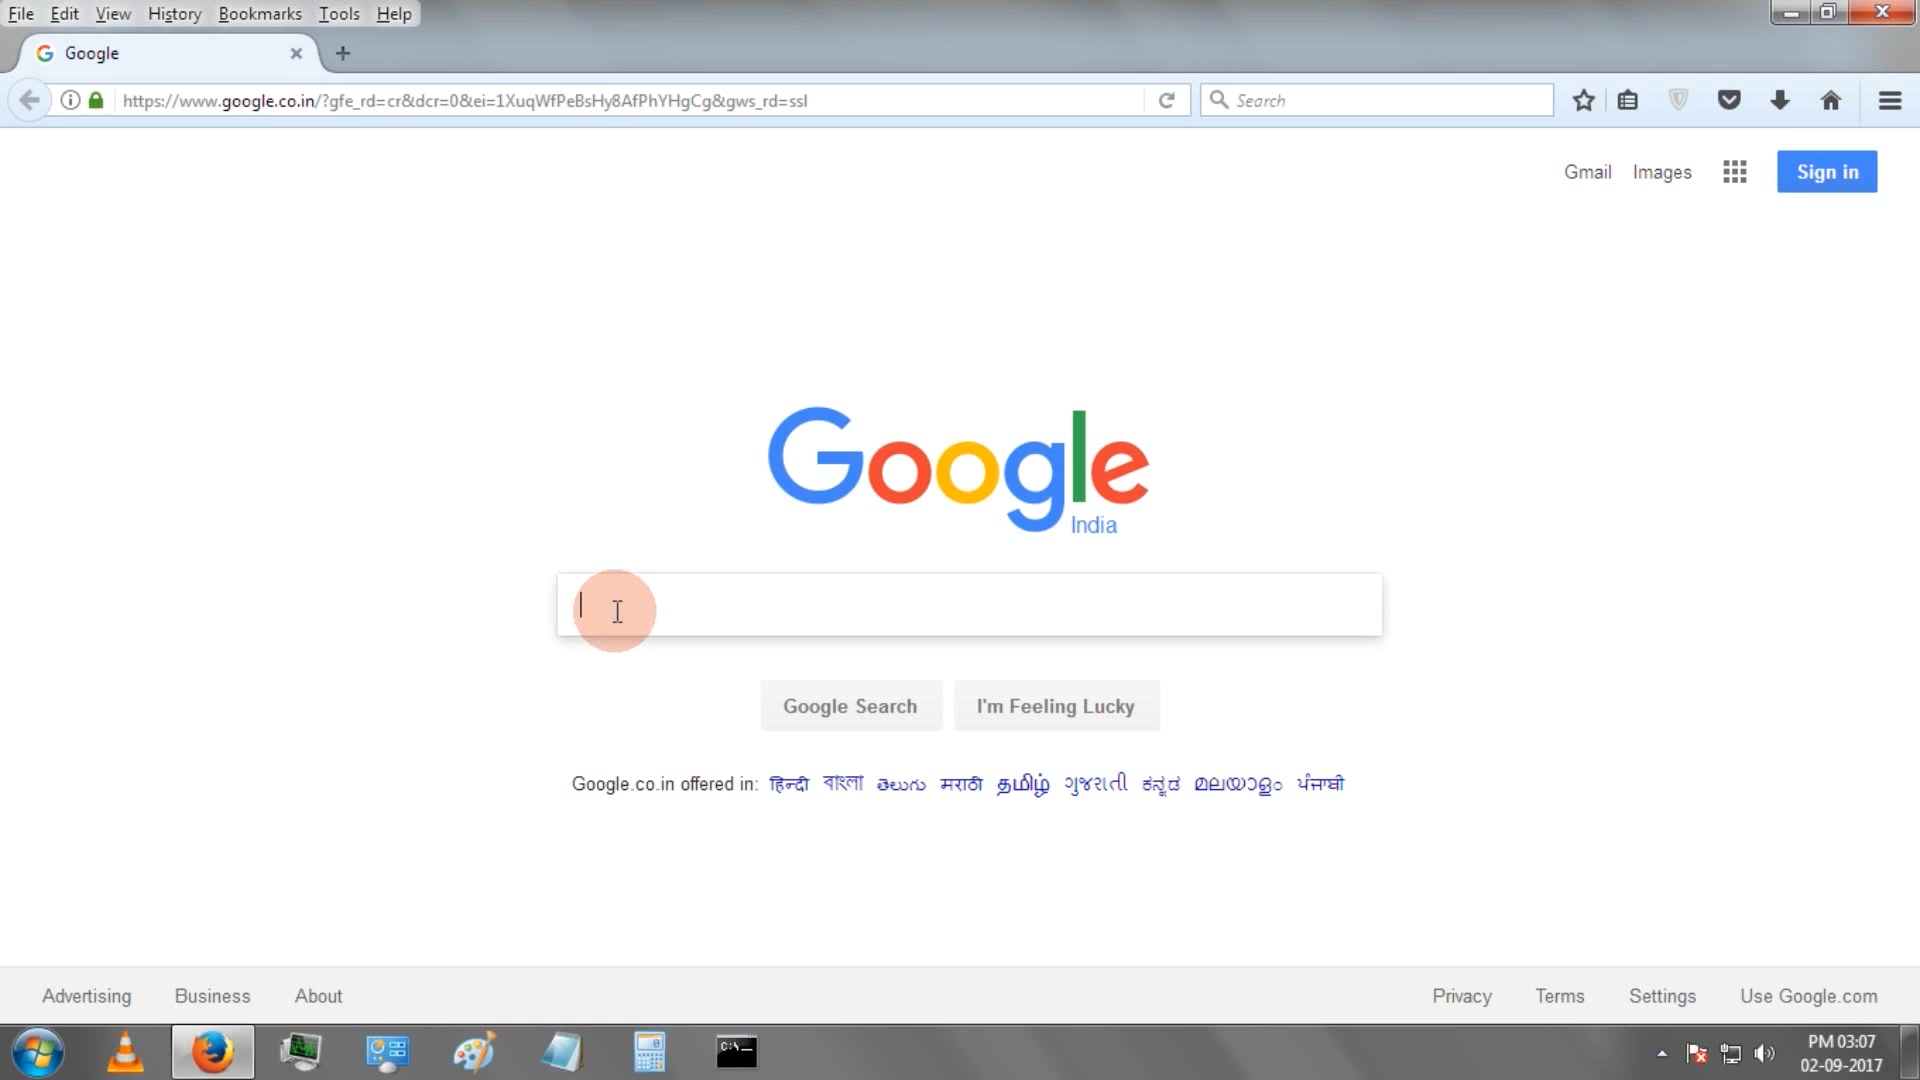 File Edit View History Bookmarks Tools Help
Google
https://www.google.co.in/?gfe_rd=cr&dcr=0&ei=1XuqWfPeBsHy8AfPhYHgCg&gws_rd=ssl
Search
Gmail Images Sign in
Google
India
Google Search I'm Feeling Lucky
Google.co.in offered in: हिन्दी বাংলা తెలుగు मराठी தமிழ் ગુજરાતી ಕನ್ನಡ മലയാളം ਪੰਜਾਬੀ
Advertising Business About Privacy Terms Settings Use Google.com
C:\_
PM 03:07
02-09-2017